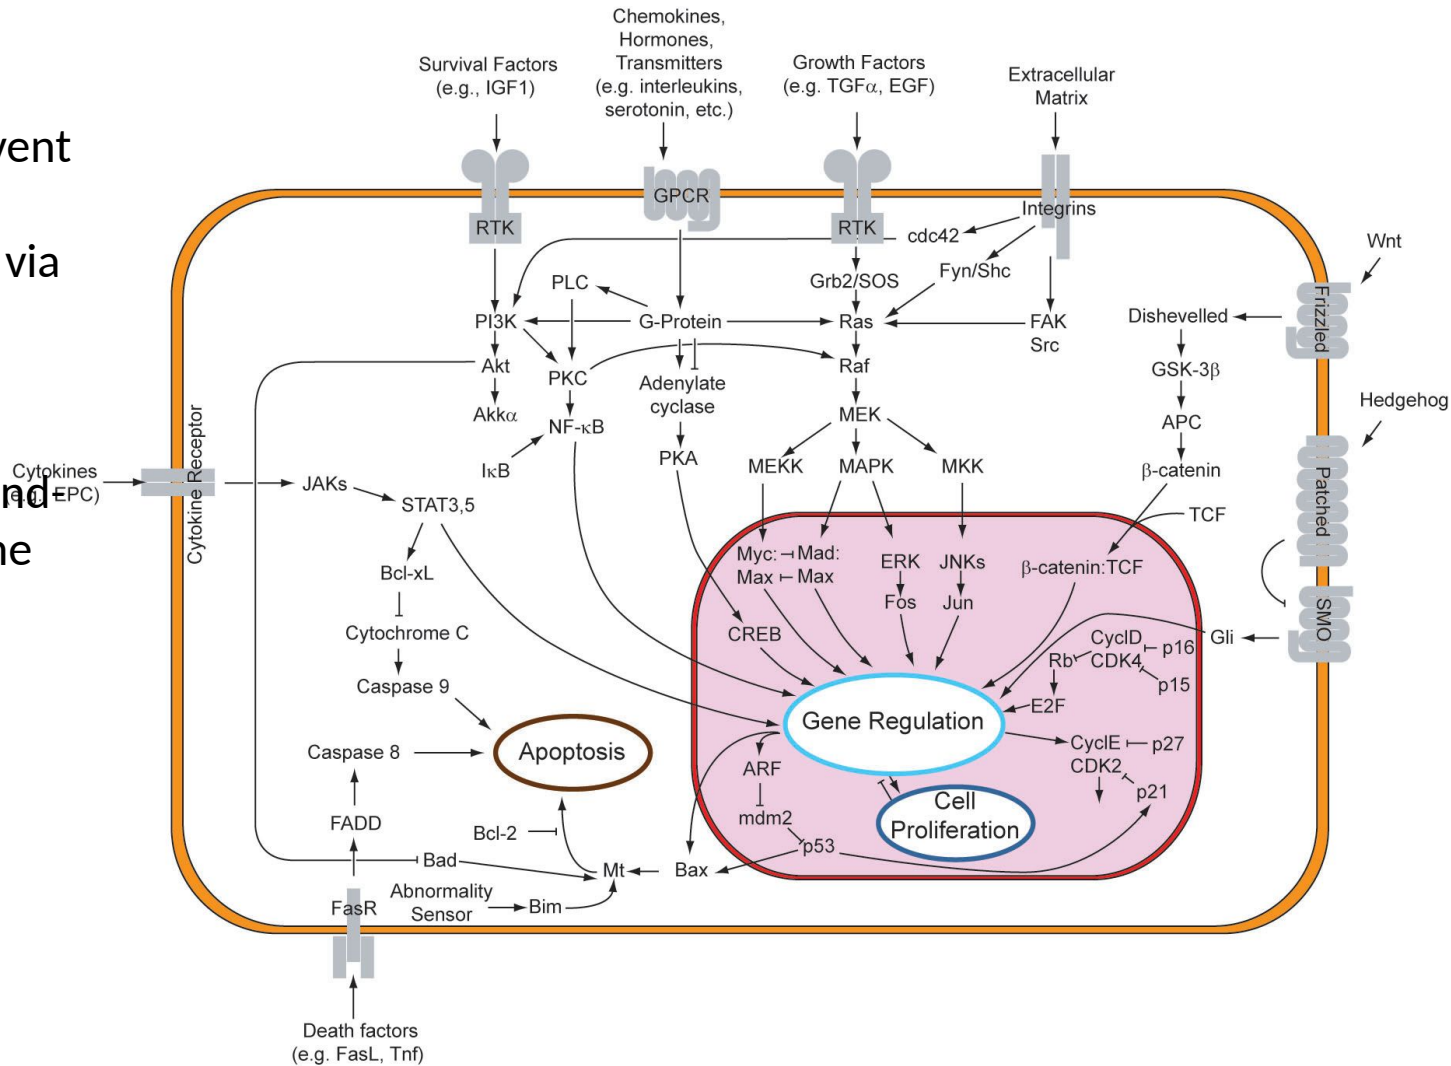 Chemokines,
Hormones,
Transmitters
(e.g. interleukins,
serotonin, etc.)
Survival Factors
(e.g., IGF1)
Growth Factors
(e.g. TGFα, EGF)
Extracellular
Matrix
vent
via
nd-
ne
GPCR
RTK
RTK
Integrins
cdc42
Fyn/Shc
Wnt
Frizzled
PLC
Grb2/SOS
PI3K
G-Protein
Ras
FAK
Src
Dishevelled
GSK-3β
APC
β-catenin
TCF
Hedgehog
Patched
SMO
Akt
PKC
Raf
Adenylate
cyclase
Akkα
NF-κB
MEK
IκB
PKA
MEKK
MAPK
MKK
Cytokines
(e.g., EPC)
Cytokine Receptor
JAKs
STAT3,5
Myc:
Mad:
Max
Max
ERK
JNKs
β-catenin:TCF
Bcl-xL
Fos
Jun
CREB
Cytochrome C
Gli
CyclD
CDK4
p16
Rb
p15
Caspase 9
E2F
Gene Regulation
Caspase 8
Apoptosis
CyclE
CDK2
p27
ARF
p21
mdm2
Cell
Proliferation
FADD
Bcl-2
p53
Bad
Mt
Bax
Abnormality
Sensor
Bim
FasR
Death factors
(e.g. FasL, Tnf)